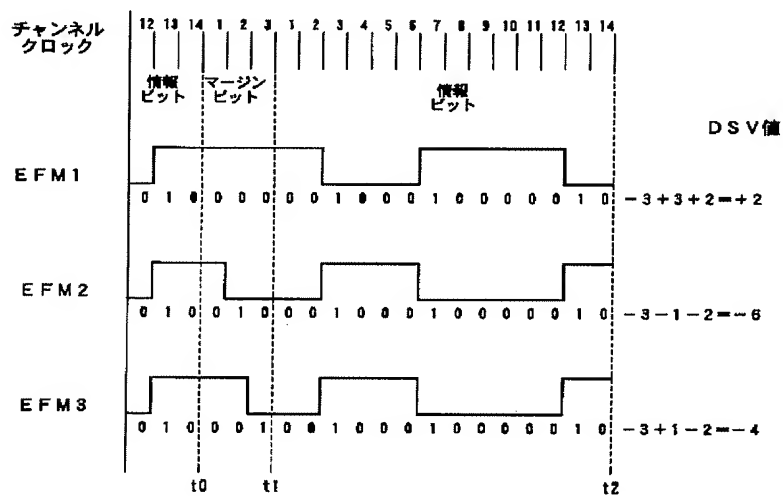 チャンネル
クロック
12 13 14 1 2 3 1 2 3 4 5 6 7 8 9 10 11 12 13 14
情報
ビット
マージン
ビット
情報
ビット
DSV値
EFM1
0 1 0 0 0 0 0 1 0 0 0 1 0 0 0 0 0 1 0
-3+3+2=+2
EFM2
0 1 0 0 1 0 0 0 1 0 0 0 1 0 0 0 0 0 1 0
-3-1-2=-6
EFM3
0 1 0 0 0 1 0 0 1 0 0 0 1 0 0 0 0 0 1 0
-3+1-2=-4
t0 t1 t2